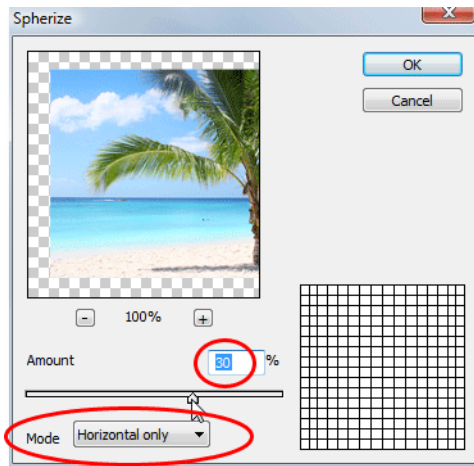 Spherize
OK
Cancel
- 100% +
Amount 30 %
Mode Horizontal only